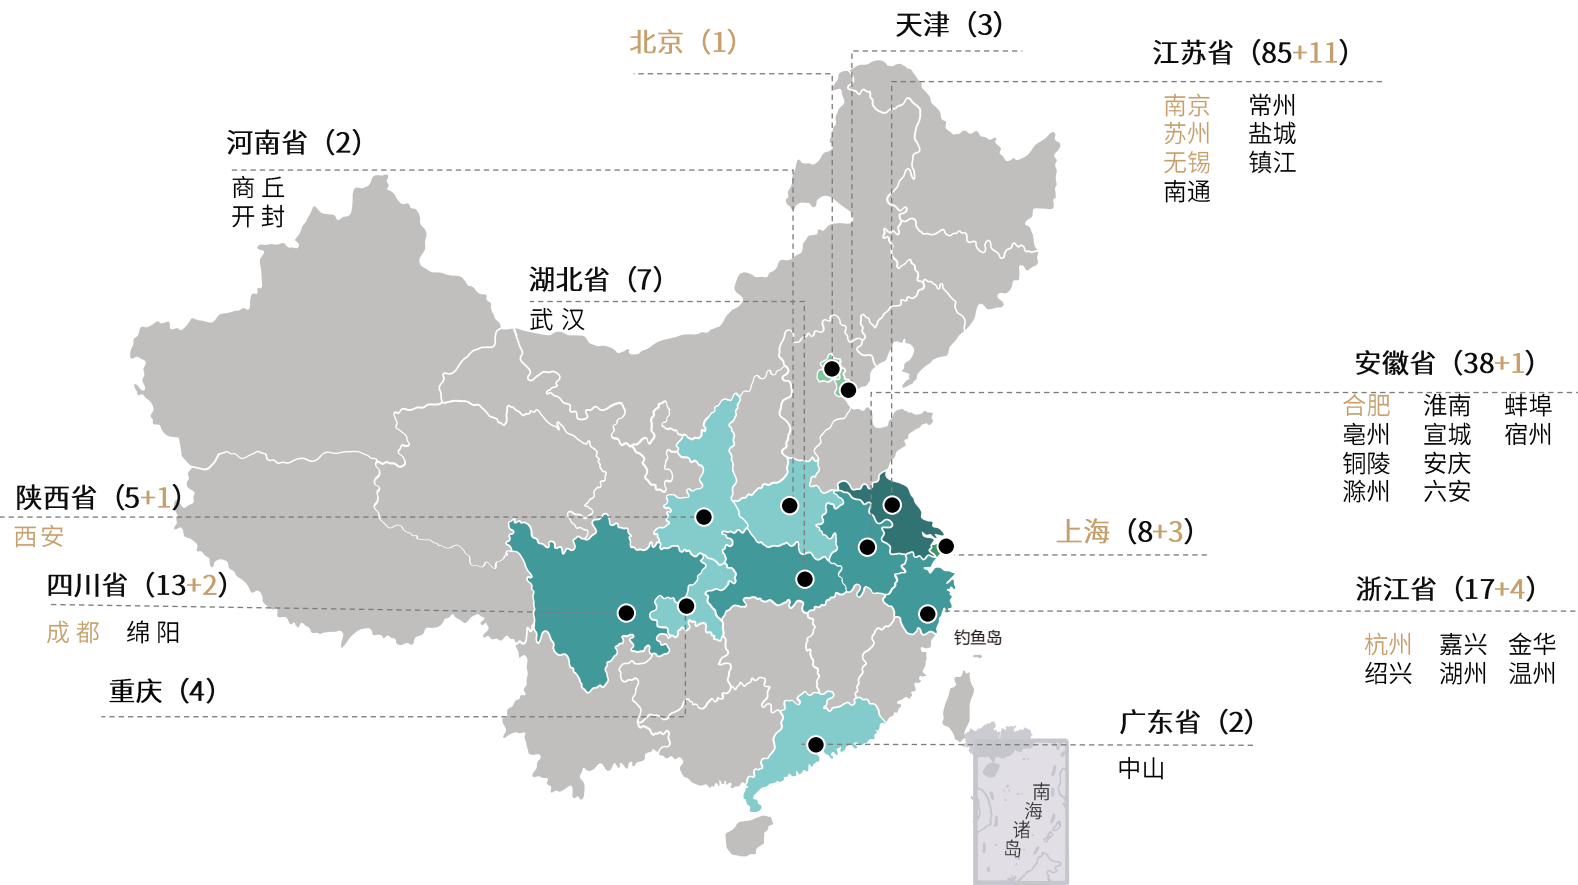 天津（3）
北京（1）
江苏省（85+11）
南京 常州
苏州 盐城
无锡 镇江
南通
河南省（2）
商 丘
开 封
湖北省（7）
武 汉
安徽省（38+1）
合肥 淮南 蚌埠
亳州 宣城 宿州
铜陵 安庆
滁州 六安
陕西省（5+1）
西安
上海（8+3）
四川省（13+2）
成 都 绵 阳
浙江省（17+4）
杭州 嘉兴 金华
绍兴 湖州 温州
钓鱼岛
重庆（4）
广东省（2）
中山
南
海
诸
岛